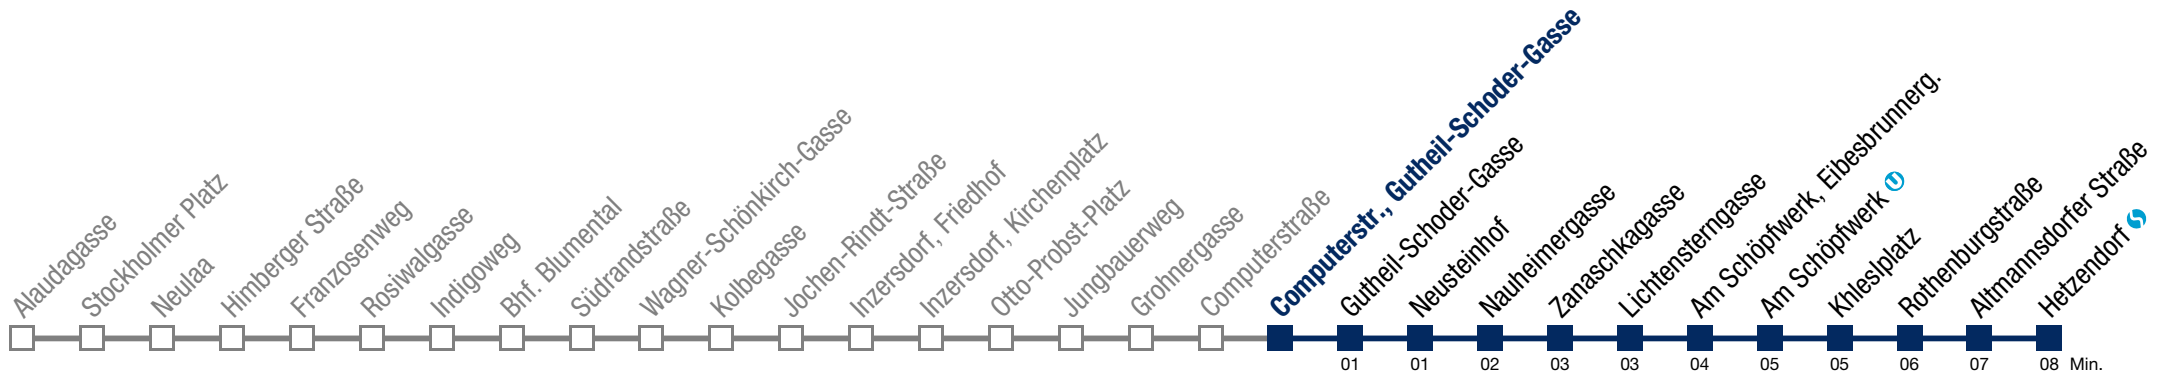 Alaudagasse
Stockholmer Platz
Neulaa
Himberger Straße
Franzosenweg
Rosiwalgasse
Indigoweg
Bhf. Blumental
Südrandstraße
Wagner-Schönkirch-Gasse
Kolbegasse
Jochen-Rindt-Straße
Inzersdorf, Friedhof
Inzersdorf, Kirchenplatz
Otto-Probst-Platz
Jungbauerweg
Grohnergasse
Computerstraße
Computerstr., Gutheil-Schoder-Gasse
Gutheil-Schoder-Gasse
Neusteinhof
Nauheimergasse
Zanaschkagasse
Lichtensterngasse
Am Schöpfwerk, Eibesbrunnerg.
Am Schöpfwerk U
Khleslplatz
Rothenburgstraße
Altmannsdorfer Straße
Hetzendorf S
01 01 02 03 03 04 05 05 06 07 08 Min.